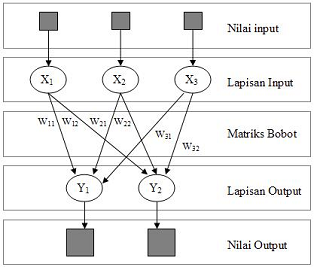 Nilai input
X1 X2 X3 Lapisan Input
W11 W12 W21 W22 W31 W32 Matriks Bobot
Y1 Y2 Lapisan Output
Nilai Output